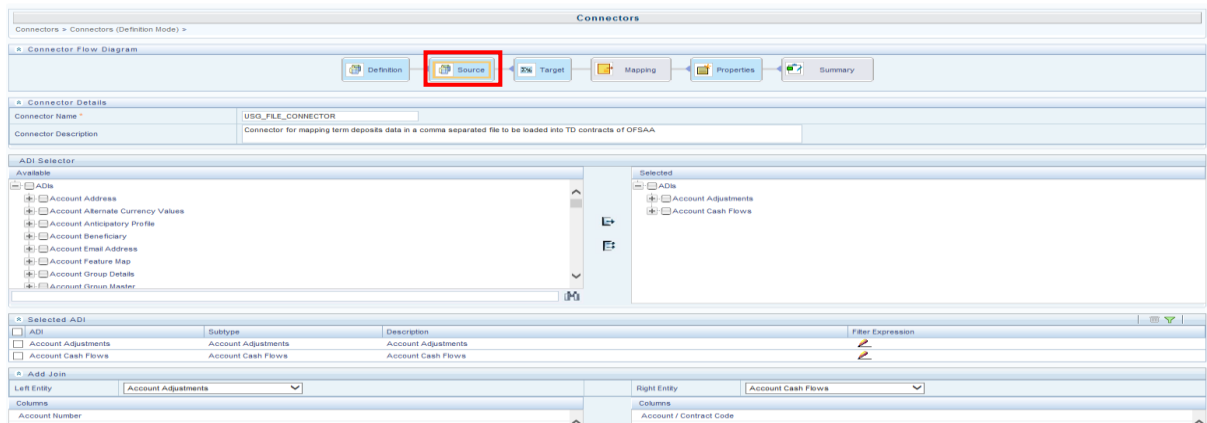 Connectors
Connectors > Connectors (Definition Mode) >
Connector Flow Diagram
Definition Source Target Mapping Properties Summary
Connector Details
Connector Name * USG_FILE_CONNECTOR
Connector Description Connector for mapping term deposits data in a comma separated file to be loaded into TD contracts of OFSAA
ADI Selector
Available Selected
ADIs ADIs
Account Address Account Adjustments
Account Alternate Currency Values Account Cash Flows
Account Anticipatory Profile
Account Beneficiary
Account Email Address
Account Feature Map
Account Group Details
Account Group Master
Selected ADI
ADI Subtype Description Filter Expression
Account Adjustments Account Adjustments Account Adjustments
Account Cash Flows Account Cash Flows Account Cash Flows
Add Join
Left Entity Account Adjustments Right Entity Account Cash Flows
Columns Columns
Account Number Account / Contract Code